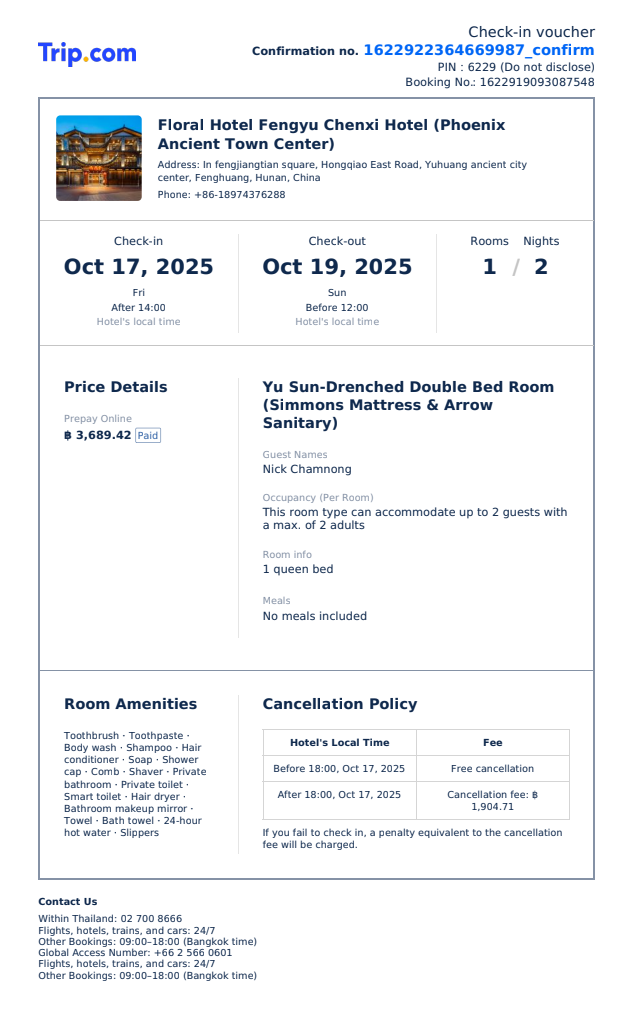 Trip.com
Check-in voucher
Confirmation no. 1622922364669987_confirm
PIN : 6229 (Do not disclose)
Booking No.: 1622919093087548
Floral Hotel Fengyu Chenxi Hotel (Phoenix
Ancient Town Center)
Address: In fengjiangtian square, Hongqiao East Road, Yuhuang ancient city
center, Fenghuang, Hunan, China
Phone: +86-18974376288
Check-in
Oct 17, 2025
Fri
After 14:00
Hotel's local time
Check-out
Oct 19, 2025
Sun
Before 12:00
Hotel's local time
Rooms Nights
1 / 2
Price Details
Prepay Online
฿ 3,689.42 Paid
Yu Sun-Drenched Double Bed Room
(Simmons Mattress & Arrow
Sanitary)
Guest Names
Nick Chamnong
Occupancy (Per Room)
This room type can accommodate up to 2 guests with
a max. of 2 adults
Room info
1 queen bed
Meals
No meals included
Room Amenities
Toothbrush · Toothpaste ·
Body wash · Shampoo · Hair
conditioner · Soap · Shower
cap · Comb · Shaver · Private
bathroom · Private toilet ·
Smart toilet · Hair dryer ·
Bathroom makeup mirror ·
Towel · Bath towel · 24-hour
hot water · Slippers
Cancellation Policy
Hotel's Local Time Fee
Before 18:00, Oct 17, 2025 Free cancellation
After 18:00, Oct 17, 2025 Cancellation fee: ฿
1,904.71
If you fail to check in, a penalty equivalent to the cancellation
fee will be charged.
Contact Us
Within Thailand: 02 700 8666
Flights, hotels, trains, and cars: 24/7
Other Bookings: 09:00–18:00 (Bangkok time)
Global Access Number: +66 2 566 0601
Flights, hotels, trains, and cars: 24/7
Other Bookings: 09:00–18:00 (Bangkok time)